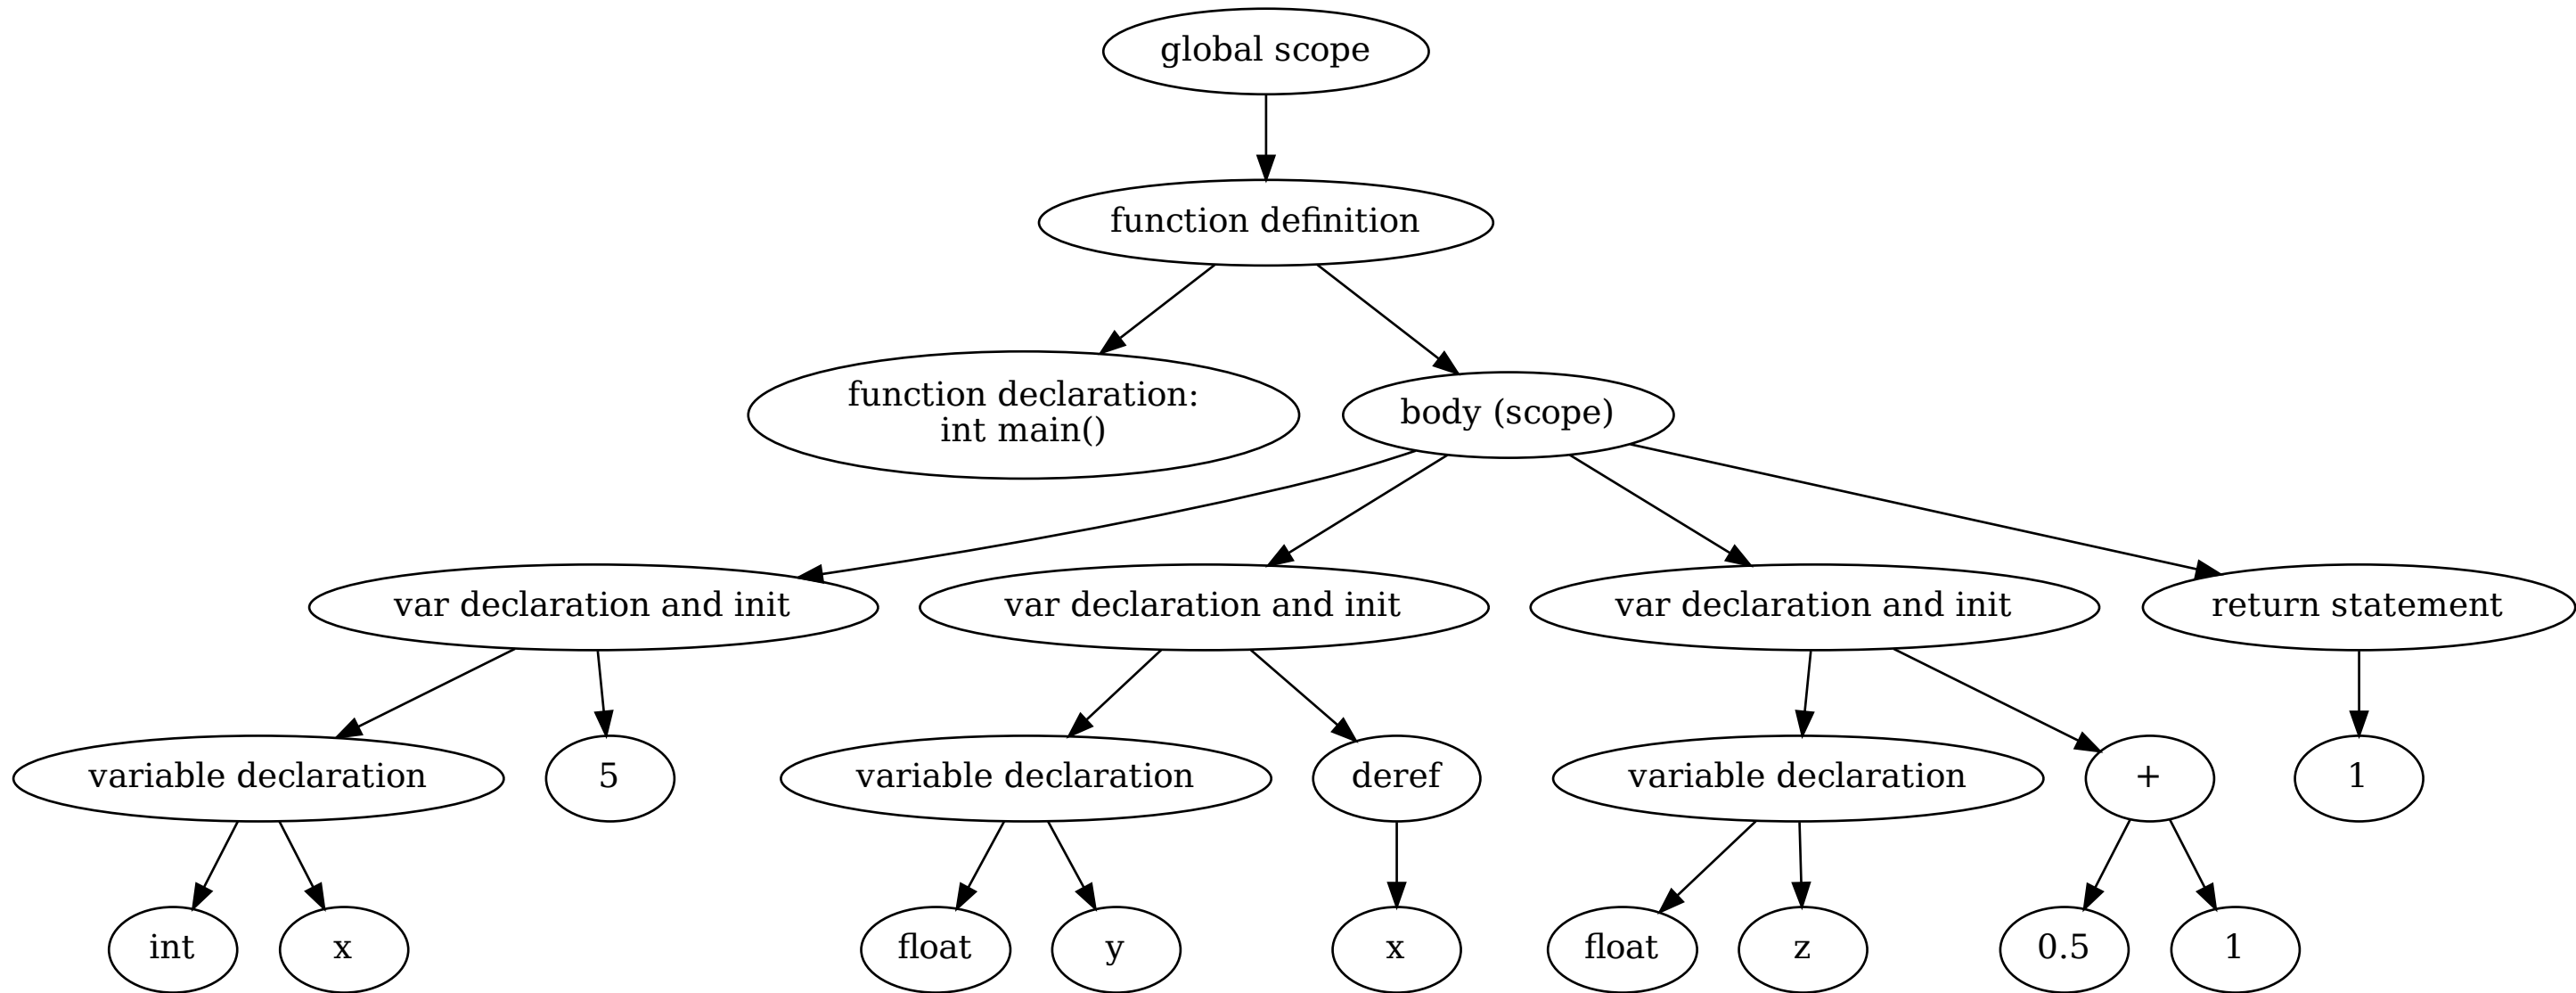 global scope
function definition
function declaration:
int main()
body (scope)
var declaration and init
var declaration and init
var declaration and init
return statement
variable declaration
5
variable declaration
deref
variable declaration
+
1
int
x
float
y
x
float
z
0.5
1